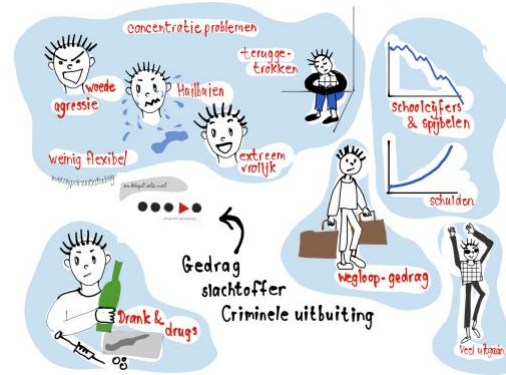 concentratie problemen
terugge-
trokken
woede
agressie
Huilbuien
schoolcijfers
& spijbelen
weinig flexibel
extreem
vrolijk
schulden
Gedrag
slachtoffer
Criminele uitbuiting
wegloop-gedrag
Drank &
drugs
Veel uitgaan